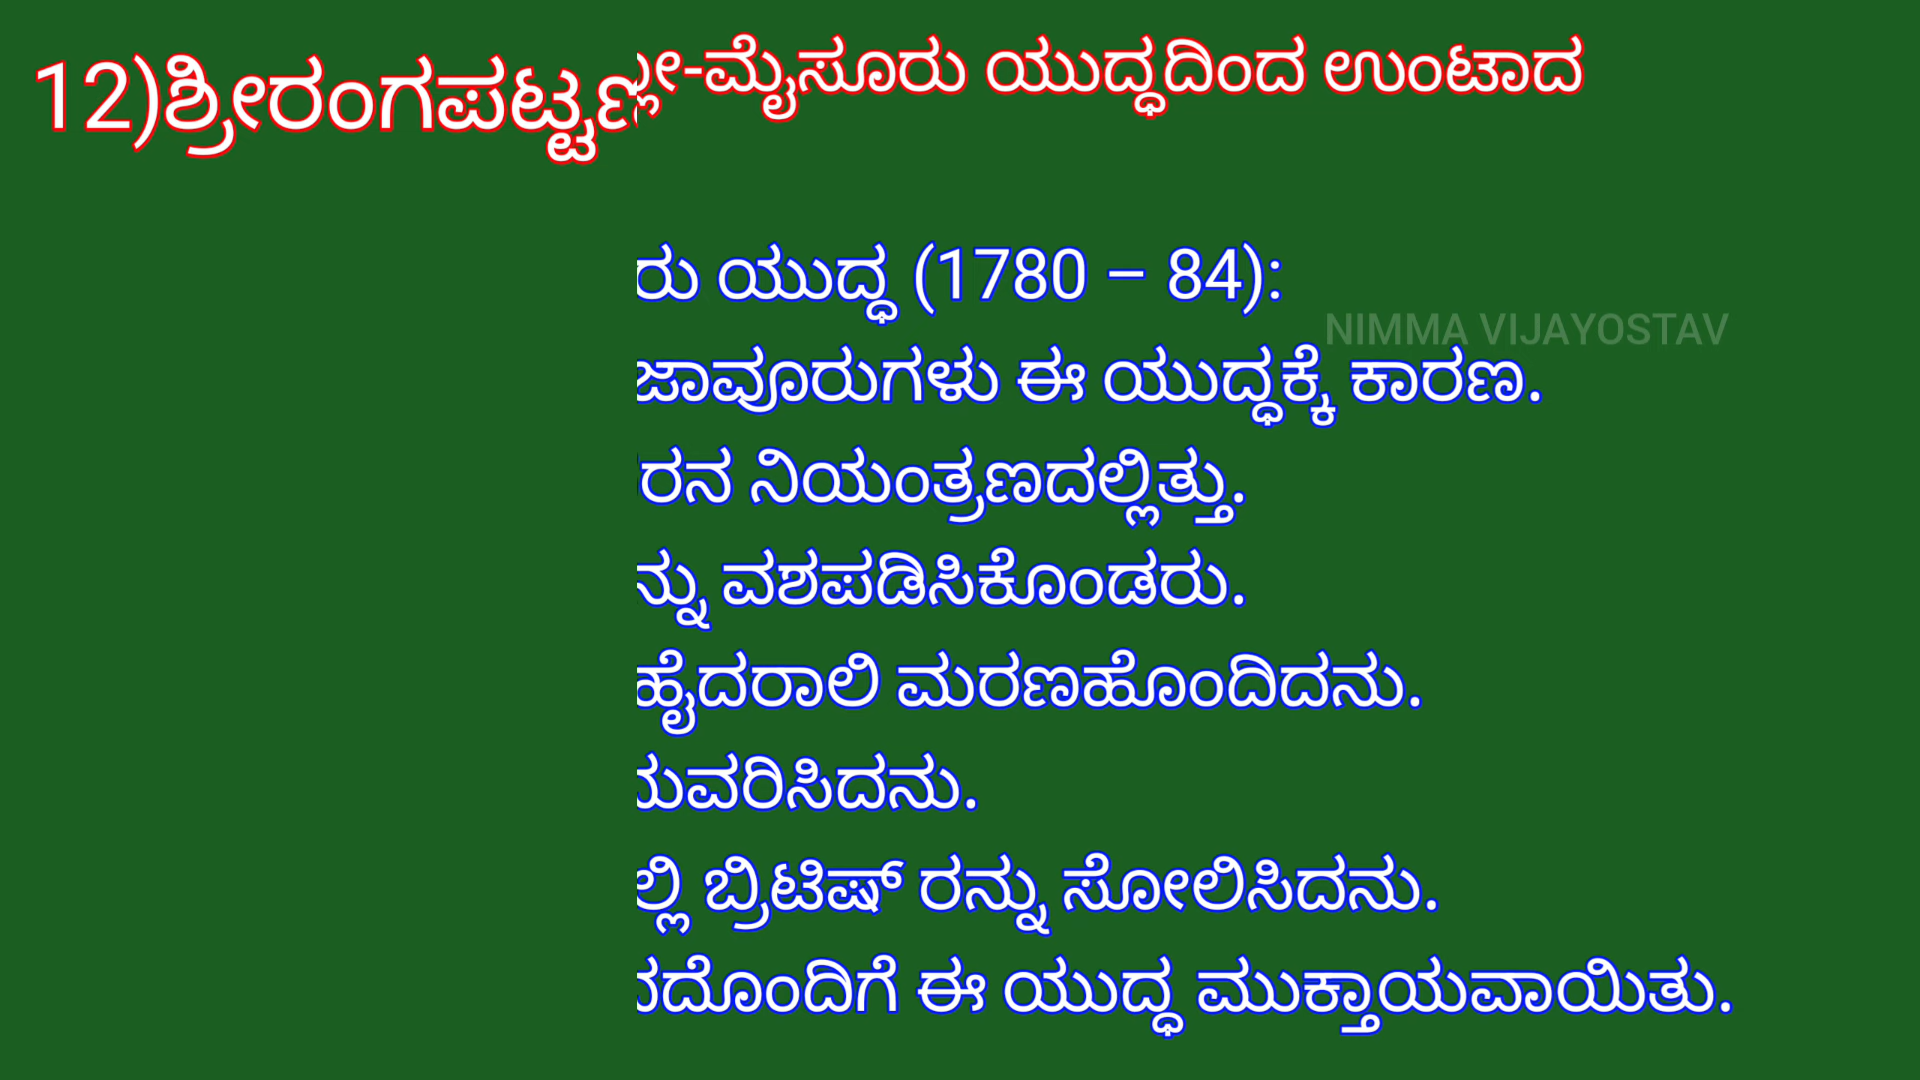 12)ಶ್ರೀರಂಗಪಟ್ಟಣ
-ಮೈಸೂರು ಯುದ್ಧದಿಂದ ಉಂಟಾದ
ರು ಯುದ್ಧ (1780 – 84):
NIMMA VIJAYOSTAV
ಜಾವೂರುಗಳು ಈ ಯುದ್ಧಕ್ಕೆ ಕಾರಣ.
ರನ ನಿಯಂತ್ರಣದಲ್ಲಿತ್ತು.
ನ್ನು ವಶಪಡಿಸಿಕೊಂಡರು.
ಹೈದರಾಲಿ ಮರಣಹೊಂದಿದನು.
ವರಿಸಿದನು.
ಲ್ಲಿ ಬ್ರಿಟಿಷ್ ರನ್ನು ಸೋಲಿಸಿದನು.
ದೊಂದಿಗೆ ಈ ಯುದ್ಧ ಮುಕ್ತಾಯವಾಯಿತು.